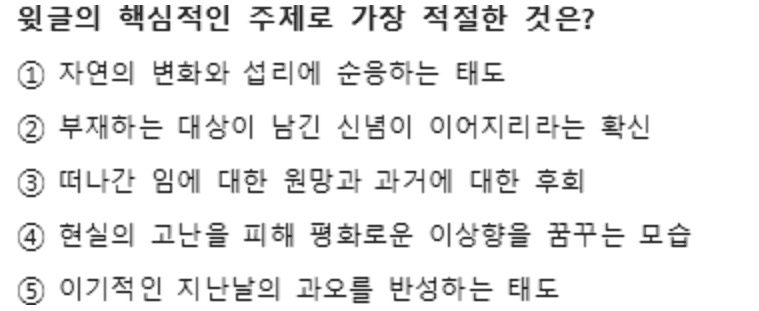 윗글의 핵심적인 주제로 가장 적절한 것은?
① 자연의 변화와 섭리에 순응하는 태도
② 부재하는 대상이 남긴 신념이 이어지리라는 확신
③ 떠나간 임에 대한 원망과 과거에 대한 후회
④ 현실의 고난을 피해 평화로운 이상향을 꿈꾸는 모습
⑤ 이기적인 지난날의 과오를 반성하는 태도